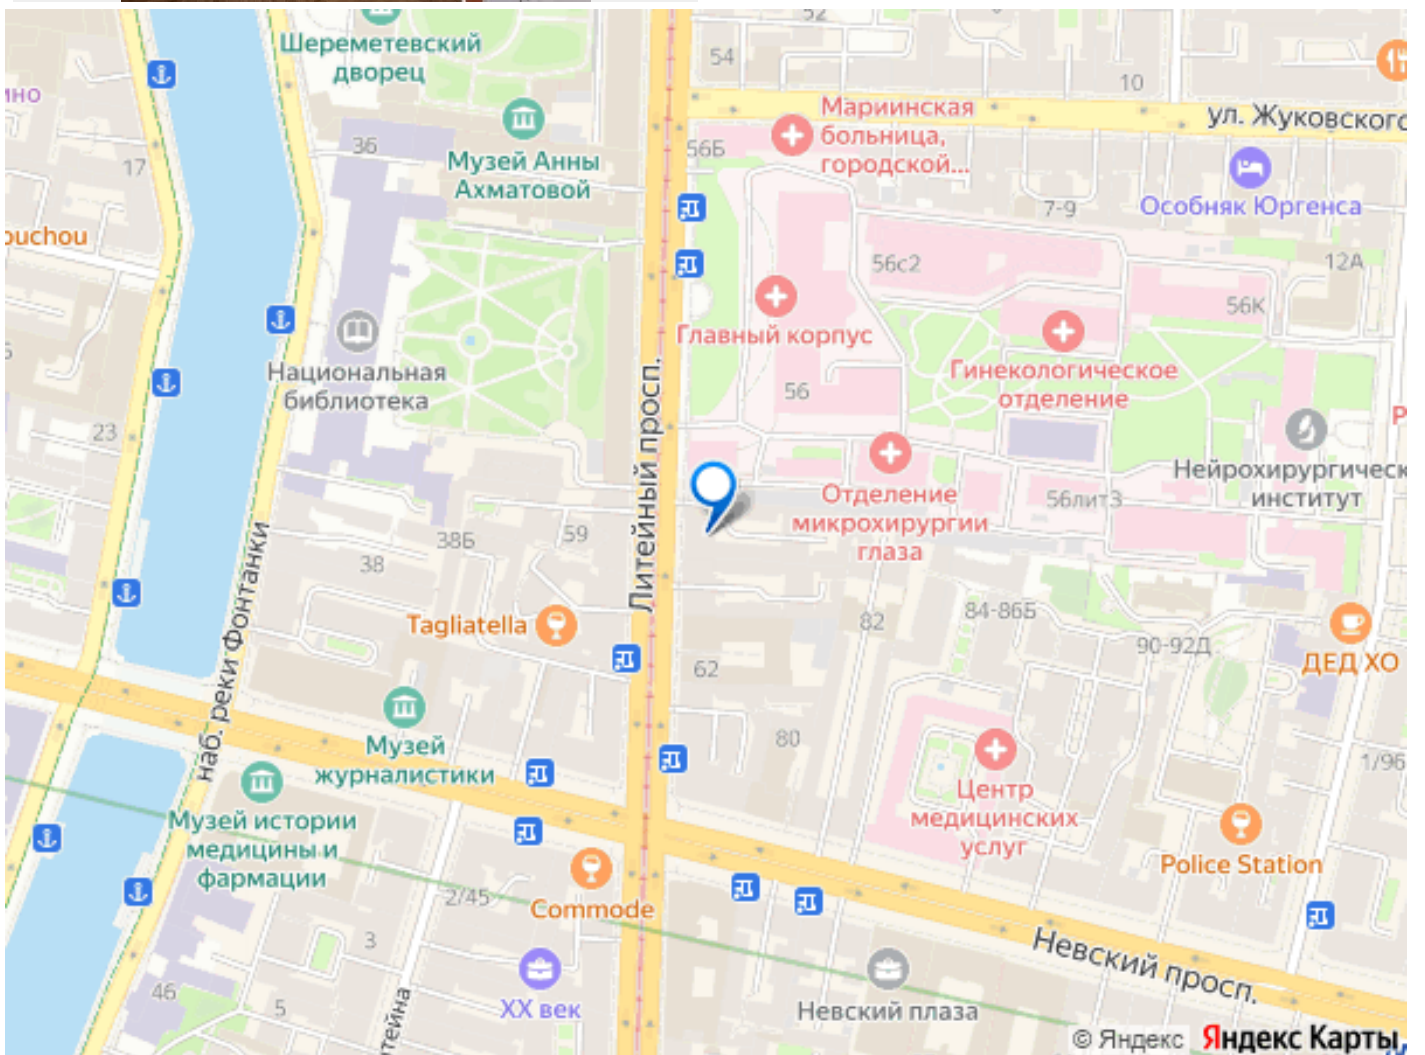 52
Шереметевский
дворец
54
10
ино
Мариинская
больница,
городской...
ул. Жуковского
36
56Б
17
Музей Анны
Ахматовой
7-9
Особняк Юргенса
ouchou
56с2
12А
56К
Главный корпус
Национальная
библиотека
Гинекологическое
отделение
56
23
Литейный просп.
Нейрохирургическ
институт
Отделение
микрохирургии
глаза
56лит3
59
38Б
38
наб. реки Фонтанки
Tagliatella
82
84-86Б
90-92Д
ДЕД ХО
62
80
Музей
журналистики
1/96
Центр
медицинских
услуг
Музей истории
медицины и
фармации
Police Station
2/45
Commode
3
Невский просп.
46
5
XX век
Невский плаза
тейна
© Яндекс Яндекс Карты